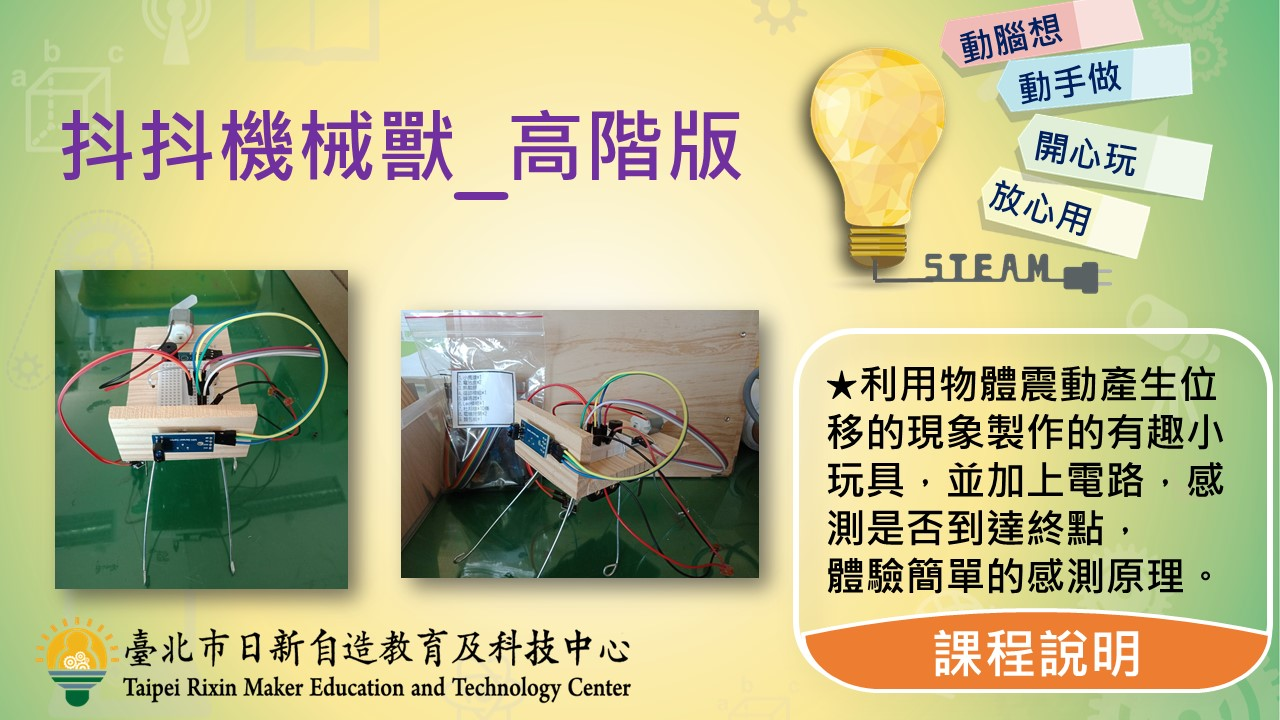 動腦想
動手做
開心玩
放心用
抖抖機械獸_高階版
STEAM
a b c
★利用物體震動產生位
移的現象製作的有趣小
玩具，並加上電路，感
測是否到達終點，
體驗簡單的感測原理。
課程說明
臺北市日新自造教育及科技中心
Taipei Rixin Maker Education and Technology Center